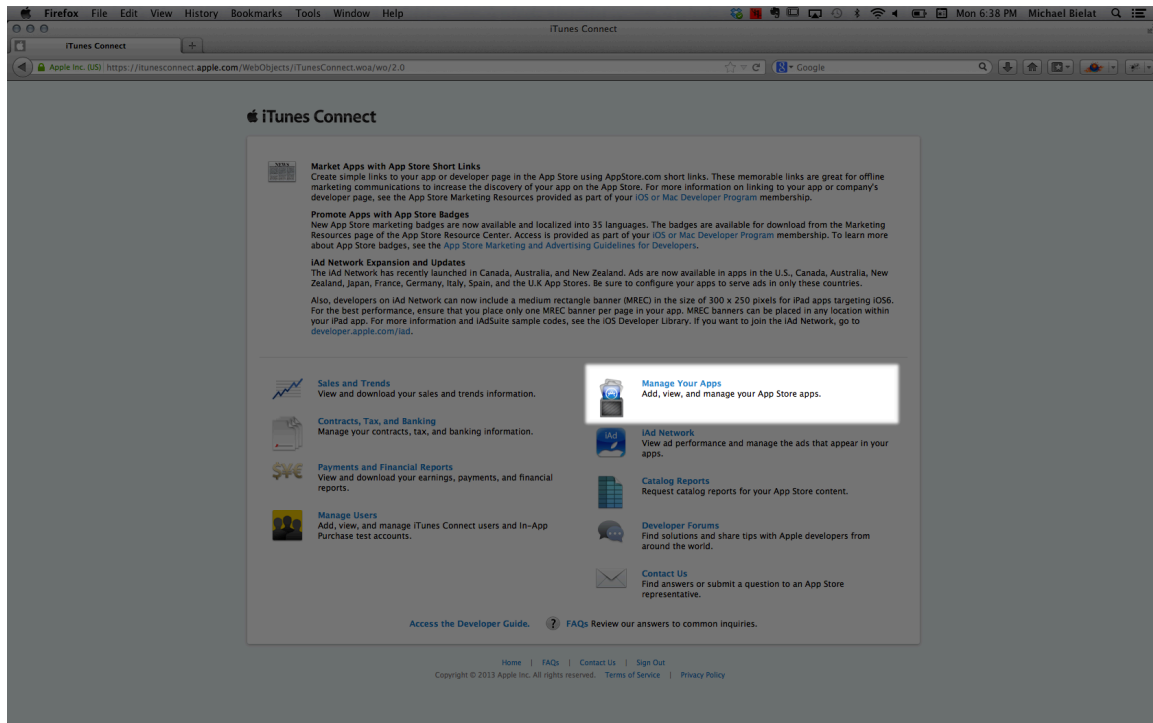 Firefox File Edit View History Bookmarks Tools Window Help Mon 6:38 PM Michael Bielat
iTunes Connect
iTunes Connect
Apple Inc. (US) https://itunesconnect.apple.com/WebObjects/iTunesConnect.woa/wo/2.0 Google
iTunes Connect
NEWS
Market Apps with App Store Short Links
Create simple links to your app or developer page in the App Store using AppStore.com short links. These memorable links are great for offline
marketing communications to increase the discovery of your app on the App Store. For more information on linking to your app or company's
developer page, see the App Store Marketing Resources provided as part of your iOS or Mac Developer Program membership.
Promote Apps with App Store Badges
New App Store marketing badges are now available and localized into 35 languages. The badges are available for download from the Marketing
Resources page of the App Store Resource Center. Access is provided as part of your iOS or Mac Developer Program membership. To learn more
about App Store badges, see the App Store Marketing and Advertising Guidelines for Developers.
iAd Network Expansion and Updates
The iAd Network has recently launched in Canada, Australia, and New Zealand. Ads are now available in apps in the U.S., Canada, Australia, New
Zealand, Japan, France, Germany, Italy, Spain, and the U.K App Stores. Be sure to configure your apps to serve ads in only these countries.
Also, developers on iAd Network can now include a medium rectangle banner (MREC) in the size of 300 x 250 pixels for iPad apps targeting iOS6.
For the best performance, ensure that you place only one MREC banner per page in your app. MREC banners can be placed in any location within
your iPad app. For more information and iAdSuite sample codes, see the iOS Developer Library. If you want to join the iAd Network, go to
developer.apple.com/iad.
Sales and Trends
View and download your sales and trends information.
Contracts, Tax, and Banking
Manage your contracts, tax, and banking information.
$¥€
Payments and Financial Reports
View and download your earnings, payments, and financial
reports.
Manage Users
Add, view, and manage iTunes Connect users and In-App
Purchase test accounts.
Manage Your Apps
Add, view, and manage your App Store apps.
iAd
iAd Network
View ad performance and manage the ads that appear in your
apps.
Catalog Reports
Request catalog reports for your App Store content.
Developer Forums
Find solutions and share tips with Apple developers from
around the world.
Contact Us
Find answers or submit a question to an App Store
representative.
Access the Developer Guide. ? FAQs Review our answers to common inquiries.
Home | FAQs | Contact Us | Sign Out
Copyright © 2013 Apple Inc. All rights reserved. Terms of Service | Privacy Policy